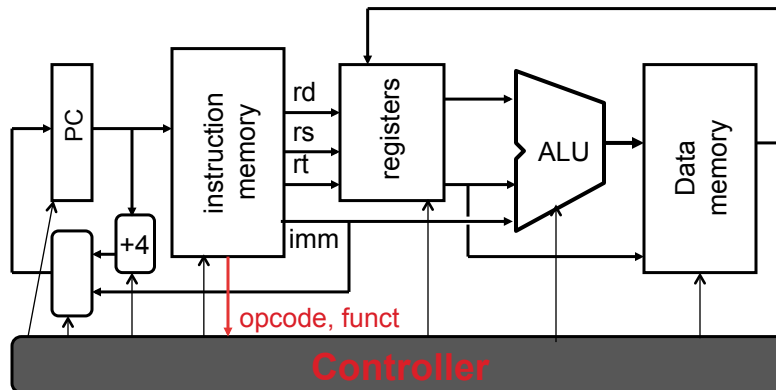 PC
+4
instruction
memory
rd
rs
rt
imm
registers
ALU
Data
memory
opcode, funct
Controller